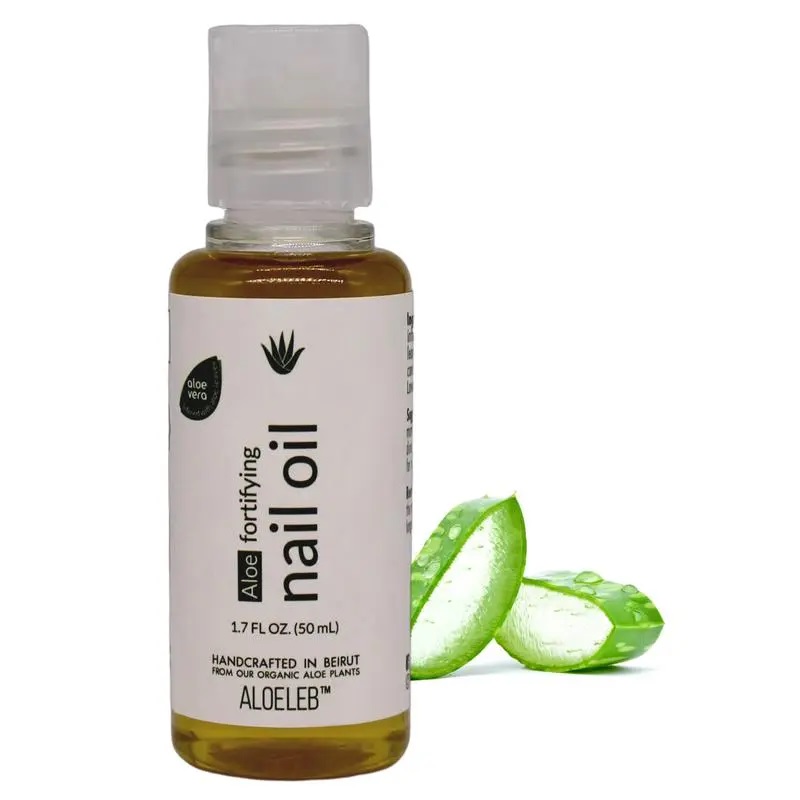 aloe
vera
Aloe fortifying
nail oil
1.7 FL OZ. (50 mL)
HANDCRAFTED IN BEIRUT
FROM OUR ORGANIC ALOE PLANTS
ALOELEB™